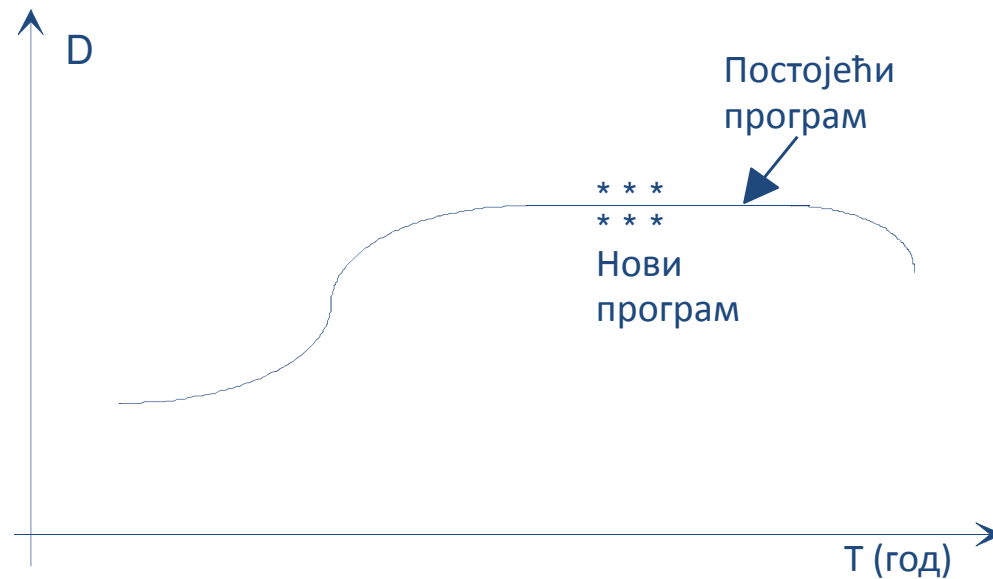 D
Постојећи
програм
* * *
* * *
Нови
програм
Т (год)